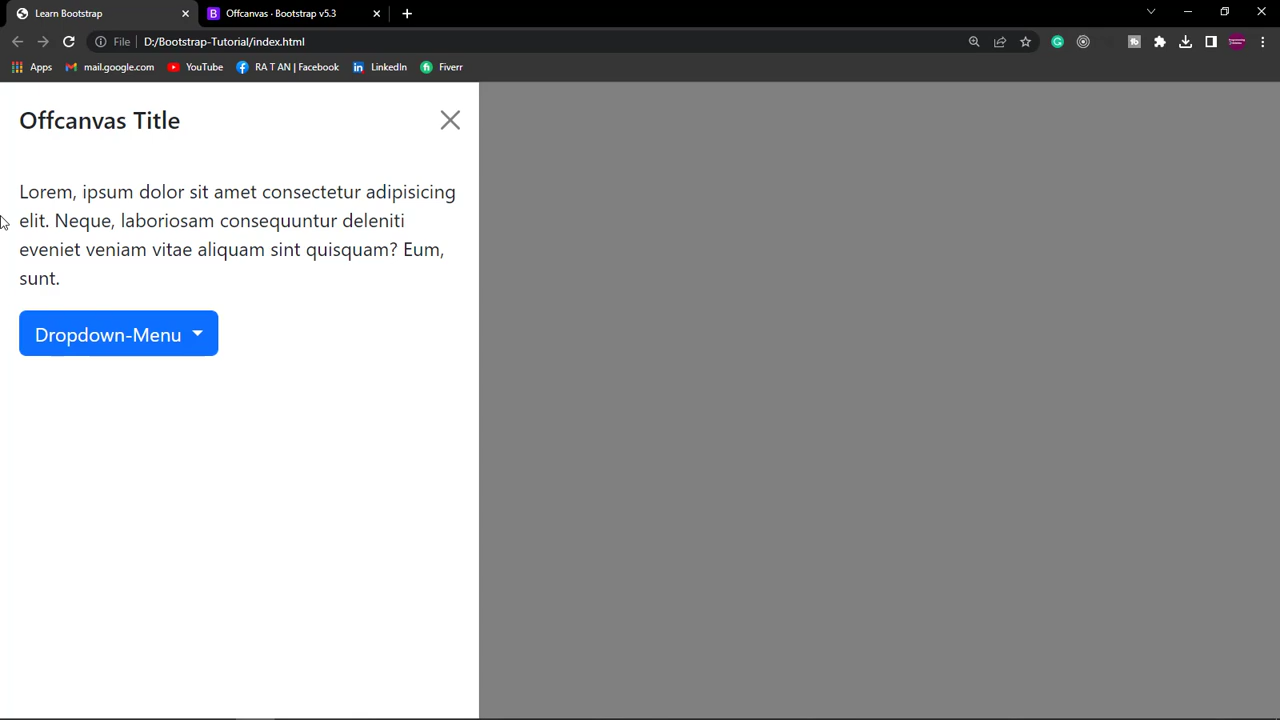 Learn Bootstrap
Offcanvas · Bootstrap v5.3
File D:/Bootstrap-Tutorial/index.html
Apps mail.google.com YouTube RA T AN | Facebook LinkedIn Fiverr
Offcanvas Title
Lorem, ipsum dolor sit amet consectetur adipisicing
elit. Neque, laboriosam consequuntur deleniti
eveniet veniam vitae aliquam sint quisquam? Eum,
sunt.
Dropdown-Menu